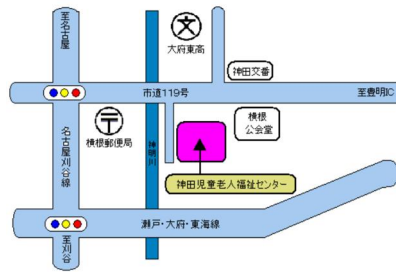 至名古屋
文
大府東高
神田交番
市道119号
至豊明IC
〒
横根郵便局
横根
公会堂
名古屋刈谷線
神明川
神田児童老人福祉センター
瀬戸・大府・東海線
至刈谷